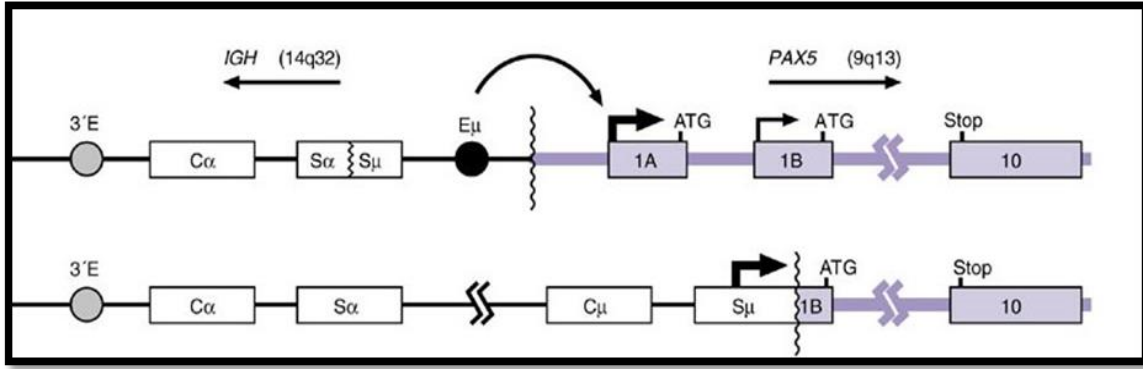 IGH (14q32) PAX5 (9q13)
3´E Eμ ATG ATG Stop
Cα Sα Sμ 1A 1B 10
3´E ATG Stop
Cα Sα Cμ Sμ 1B 10